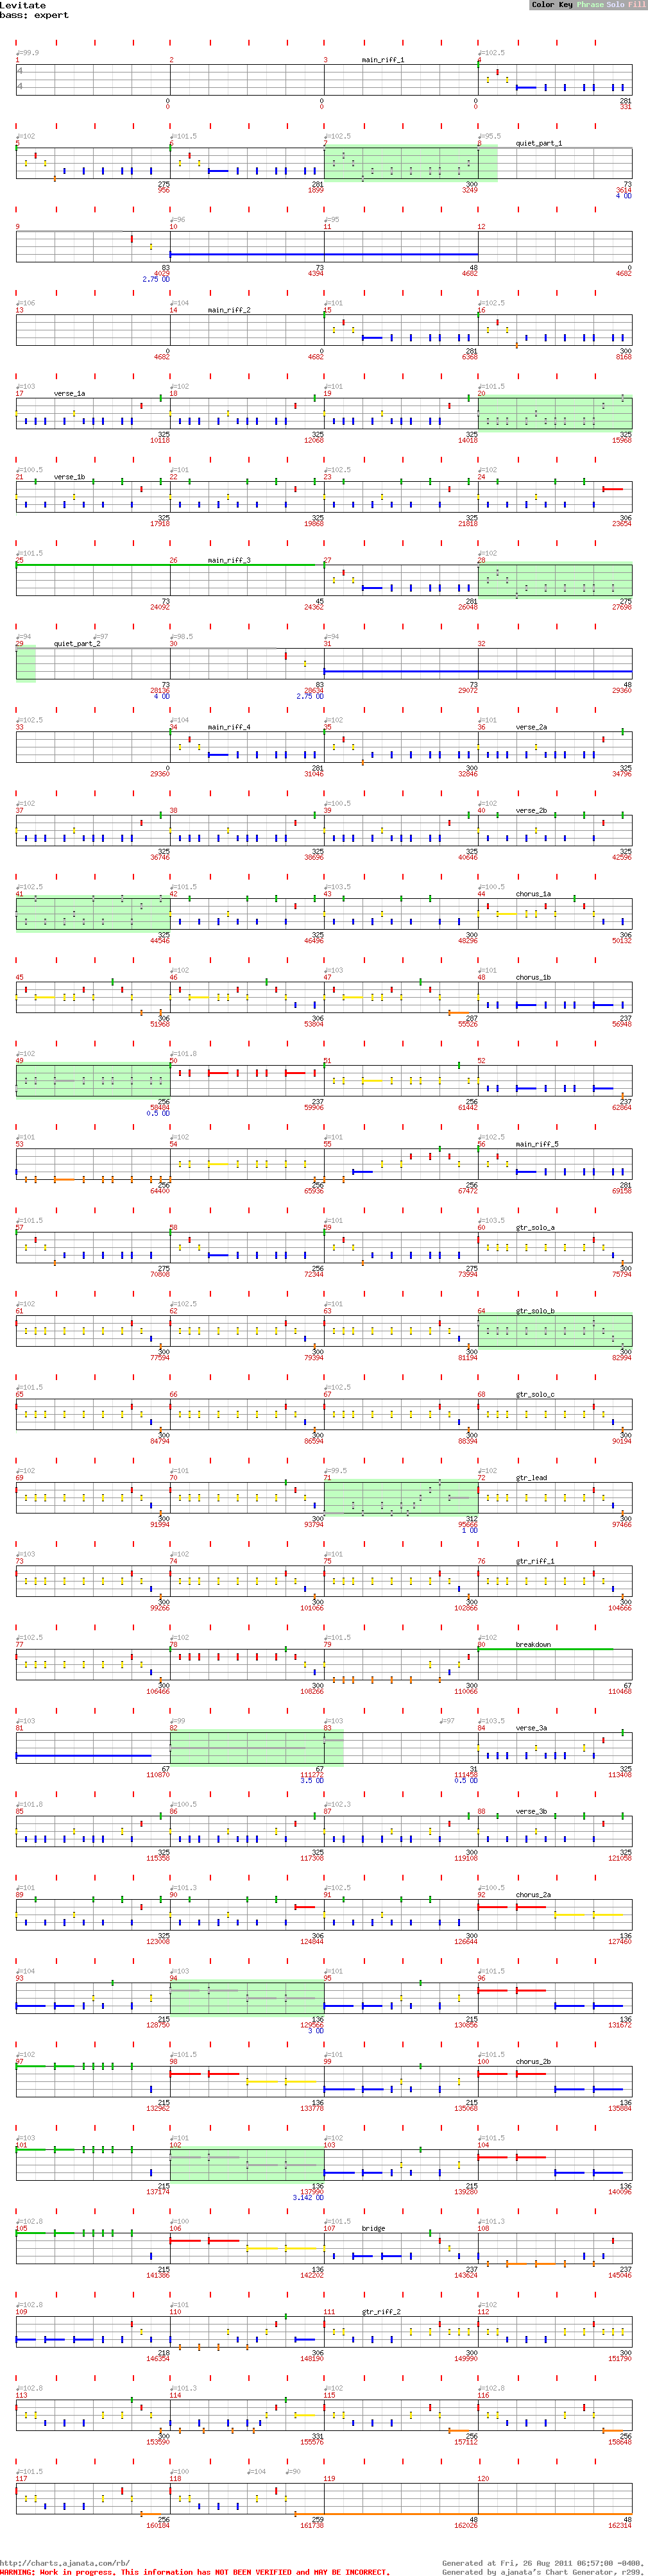 Levitate
bass: expert
Color Key Phrase Solo Fill
♩=99.9 ♩=102.5
1 2 3 main_riff_1 4
4
4
0 0 0 281
0 0 0 331
♩=102 ♩=101.5 ♩=102.5 ♩=95.5
5 6 7 8 quiet_part_1
275 281 300 73
956 1899 3249 3614
4 OD
♩=96 ♩=95
9 10 11 12
83 73 48 0
4029 4394 4682 4682
2.75 OD
♩=106 ♩=104 ♩=101 ♩=102.5
13 14 main_riff_2 15 16
0 0 281 300
4682 4682 6368 8168
♩=103 ♩=102 ♩=101 ♩=101.5
17 verse_1a 18 19 20
325 325 325 325
10118 12068 14018 15968
♩=100.5 ♩=101 ♩=102.5 ♩=102
21 verse_1b 22 23 24
325 325 325 306
17918 19868 21818 23654
♩=101.5 ♩=102
25 26 main_riff_3 27 28
73 45 281 275
24092 24362 26048 27698
♩=94 ♩=97 ♩=98.5 ♩=94
29 quiet_part_2 30 31 32
73 83 73 48
28136 28634 29072 29360
4 OD 2.75 OD
♩=102.5 ♩=104 ♩=102 ♩=101
33 34 main_riff_4 35 36 verse_2a
0 281 300 325
29360 31046 32846 34796
♩=102 ♩=100.5 ♩=102
37 38 39 40 verse_2b
325 325 325 325
36746 38696 40646 42596
♩=102.5 ♩=101.5 ♩=103.5 ♩=100.5
41 42 43 44 chorus_1a
325 325 300 306
44546 46496 48296 50132
♩=102 ♩=103 ♩=101
45 46 47 48 chorus_1b
306 306 287 237
51968 53804 55526 56948
♩=102 ♩=101.8
49 50 51 52
256 237 256 237
58484 59906 61442 62864
0.5 OD
♩=101 ♩=102 ♩=101 ♩=102.5
53 54 55 56 main_riff_5
256 256 256 281
64400 65936 67472 69158
♩=101.5 ♩=101 ♩=103.5
57 58 59 60 gtr_solo_a
275 256 275 300
70808 72344 73994 75794
♩=102 ♩=102.5 ♩=101
61 62 63 64 gtr_solo_b
300 300 300 300
77594 79394 81194 82994
♩=101.5 ♩=102.5
65 66 67 68 gtr_solo_c
300 300 300 300
84794 86594 88394 90194
♩=102 ♩=101 ♩=99.5 ♩=102
69 70 71 72 gtr_lead
300 300 312 300
91994 93794 95666 97466
1 OD
♩=103 ♩=102 ♩=101
73 74 75 76 gtr_riff_1
300 300 300 300
99266 101066 102866 104666
♩=102.5 ♩=101.5 ♩=102
77 78 79 80 breakdown
300 300 300 67
106466 108266 110066 110468
♩=103 ♩=99 ♩=103 ♩=97 ♩=103.5
81 82 83 84 verse_3a
67 67 31 325
110870 111272 111458 113408
3.5 OD 0.5 OD
♩=101.8 ♩=100.5 ♩=102.3
85 86 87 88 verse_3b
325 325 300 325
115358 117308 119108 121058
♩=101 ♩=101.3 ♩=102.5 ♩=100.5
89 90 91 92 chorus_2a
325 306 300 136
123008 124844 126644 127460
♩=104 ♩=103 ♩=101 ♩=101.5
93 94 95 96
215 136 215 136
128750 129566 130856 131672
3 OD
♩=102 ♩=101.5 ♩=101 ♩=101.5
97 98 99 100 chorus_2b
215 136 215 136
132962 133778 135068 135884
♩=103 ♩=101 ♩=102 ♩=101.5
101 102 103 104
215 136 215 136
137174 137990 139280 140096
3.142 OD
♩=102.8 ♩=100 ♩=101.5 ♩=101.3
105 106 107 bridge 108
215 136 237 237
141386 142202 143624 145046
♩=102.8 ♩=101 ♩=102
109 110 111 gtr_riff_2 112
218 306 300 300
146354 148190 149990 151790
♩=102.8 ♩=101.3 ♩=102 ♩=102.8
113 114 115 116
300 331 256 256
153590 155576 157112 158648
♩=101.5 ♩=100 ♩=104 ♩=90
117 118 119 120
256 259 48 48
160184 161738 162026 162314
http://charts.ajanata.com/rb/ Generated at Fri, 26 Aug 2011 06:57:00 -0400.
WARNING: Work in progress. This information has NOT BEEN VERIFIED and MAY BE INCORRECT. Generated by ajanata's Chart Generator, r299.